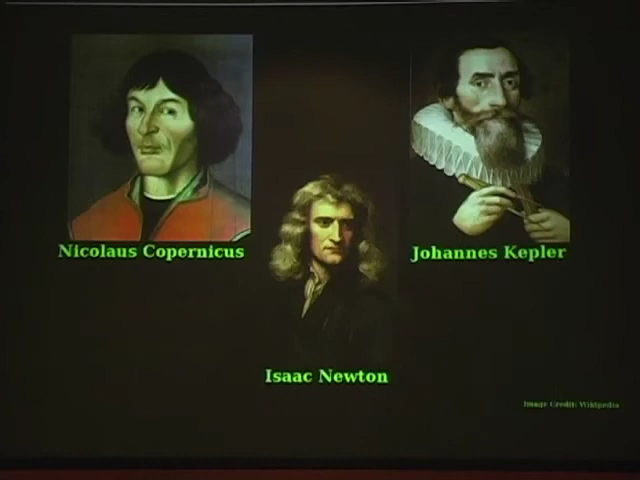 Nicolaus Copernicus
Johannes Kepler
Isaac Newton
Image Credit: Wikipedia